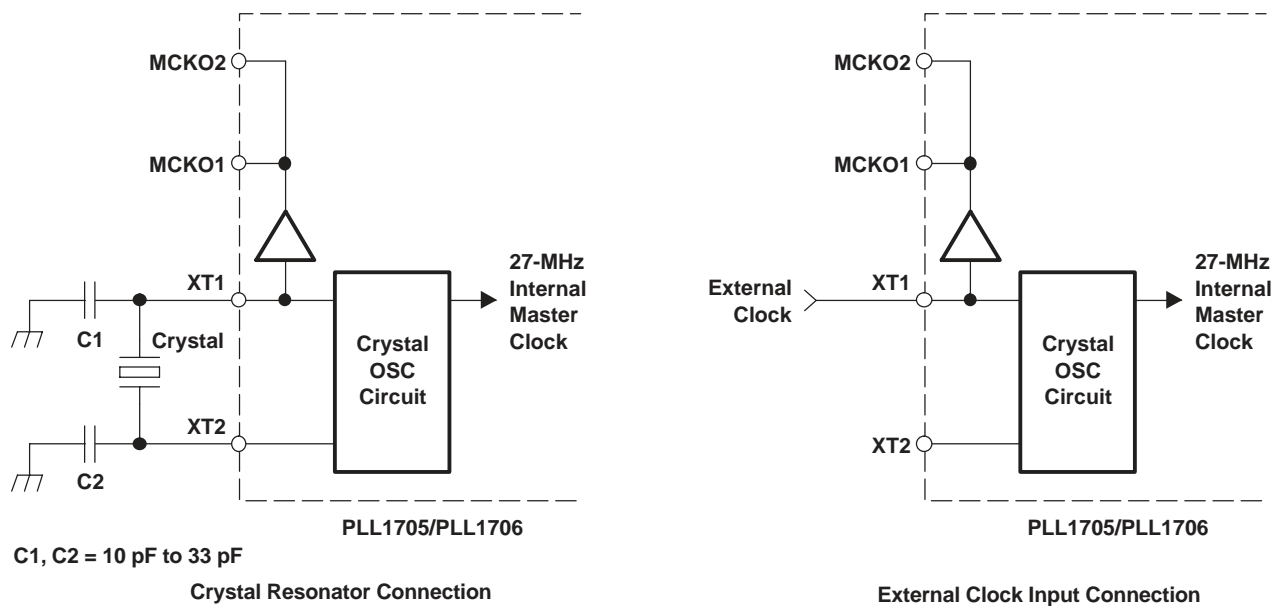 MCKO2
MCKO1
XT1
C1
Crystal
XT2
C2
Crystal
OSC
Circuit
27-MHz
Internal
Master
Clock
PLL1705/PLL1706
C1, C2 = 10 pF to 33 pF
Crystal Resonator Connection
MCKO2
MCKO1
External
Clock
XT1
XT2
Crystal
OSC
Circuit
27-MHz
Internal
Master
Clock
PLL1705/PLL1706
External Clock Input Connection